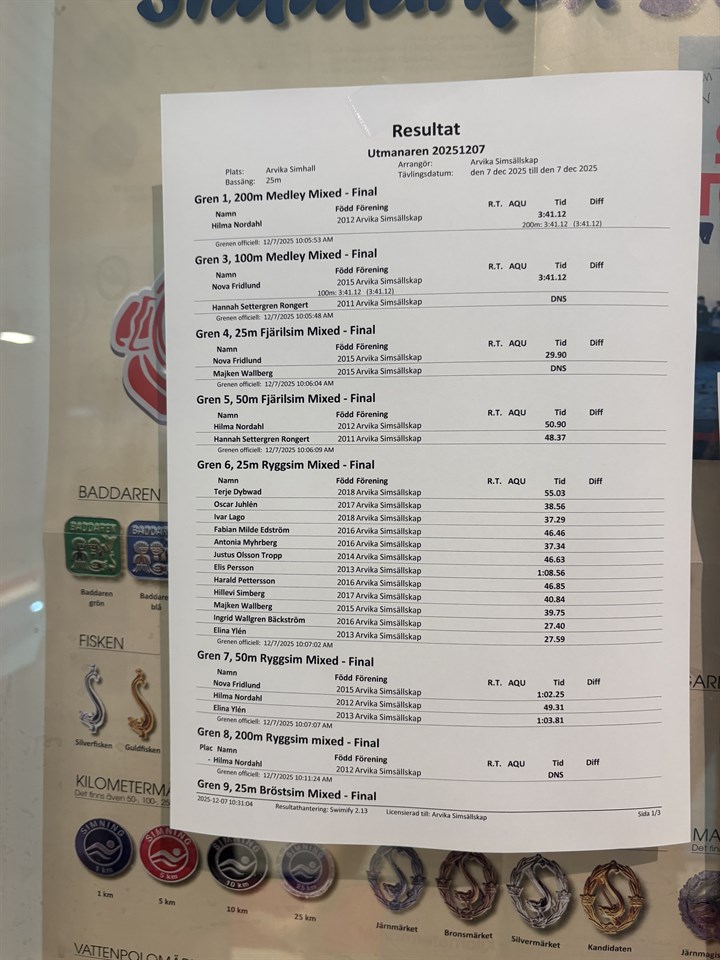 Simmärken
Resultat
Utmanaren 20251207
Plats: Arvika Simhall Arrangör: Arvika Simsällskap
Bassäng: 25m Tävlingsdatum: den 7 dec 2025 till den 7 dec 2025
Gren 1, 200m Medley Mixed - Final
Namn Född Förening R.T. AQU Tid Diff
Hilma Nordahl 2012 Arvika Simsällskap 3:41.12
200m: 3:41.12 (3:41.12)
Grenen officiell: 12/7/2025 10:05:53 AM
Gren 3, 100m Medley Mixed - Final
Namn Född Förening R.T. AQU Tid Diff
Nova Fridlund 2015 Arvika Simsällskap 3:41.12
100m: 3:41.12 (3:41.12)
Hannah Settergren Rongert 2011 Arvika Simsällskap DNS
Grenen officiell: 12/7/2025 10:05:48 AM
Gren 4, 25m Fjärilsim Mixed - Final
Namn Född Förening R.T. AQU Tid Diff
Nova Fridlund 2015 Arvika Simsällskap 29.90
Majken Wallberg 2015 Arvika Simsällskap DNS
Grenen officiell: 12/7/2025 10:06:04 AM
Gren 5, 50m Fjärilsim Mixed - Final
Namn Född Förening R.T. AQU Tid Diff
Hilma Nordahl 2012 Arvika Simsällskap 50.90
Hannah Settergren Rongert 2011 Arvika Simsällskap 48.37
Grenen officiell: 12/7/2025 10:06:09 AM
Gren 6, 25m Ryggsim Mixed - Final
Namn Född Förening R.T. AQU Tid Diff
Terje Dybwad 2018 Arvika Simsällskap 55.03
Oscar Juhlén 2017 Arvika Simsällskap 38.56
Ivar Lago 2018 Arvika Simsällskap 37.29
Fabian Milde Edström 2016 Arvika Simsällskap 46.46
Antonia Myhrberg 2016 Arvika Simsällskap 37.34
Justus Olsson Tropp 2014 Arvika Simsällskap 46.63
Elis Persson 2013 Arvika Simsällskap 1:08.56
Harald Pettersson 2016 Arvika Simsällskap 46.85
Hillevi Simberg 2017 Arvika Simsällskap 40.84
Majken Wallberg 2015 Arvika Simsällskap 39.75
Ingrid Wallgren Bäckström 2016 Arvika Simsällskap 27.40
Elina Ylén 2013 Arvika Simsällskap 27.59
Grenen officiell: 12/7/2025 10:07:02 AM
Gren 7, 50m Ryggsim Mixed - Final
Namn Född Förening R.T. AQU Tid Diff
Nova Fridlund 2015 Arvika Simsällskap 1:02.25
Hilma Nordahl 2012 Arvika Simsällskap 49.31
Elina Ylén 2013 Arvika Simsällskap 1:03.81
Grenen officiell: 12/7/2025 10:07:07 AM
Gren 8, 200m Ryggsim mixed - Final
Plac Namn Född Förening R.T. AQU Tid Diff
- Hilma Nordahl 2012 Arvika Simsällskap DNS
Grenen officiell: 12/7/2025 10:11:24 AM
Gren 9, 25m Bröstsim Mixed - Final
2025-12-07 10:31:04 Resultathantering: Swimify 2.13 Licensierad till: Arvika Simsällskap Sida 1/3
BADDAREN
BADDAREN
Baddaren grön
FISKEN
Silverfisken Guldfisken
KILOMETERMÄ
Det finns även 50-, 100-, 25
SIMNING SIMNING
5 km 10 km 25 km
1 km 5 km 10 km 25 km
Järnmärket Bronsmärket Silvermärket Kandidaten
VATTENPOLOMÄ